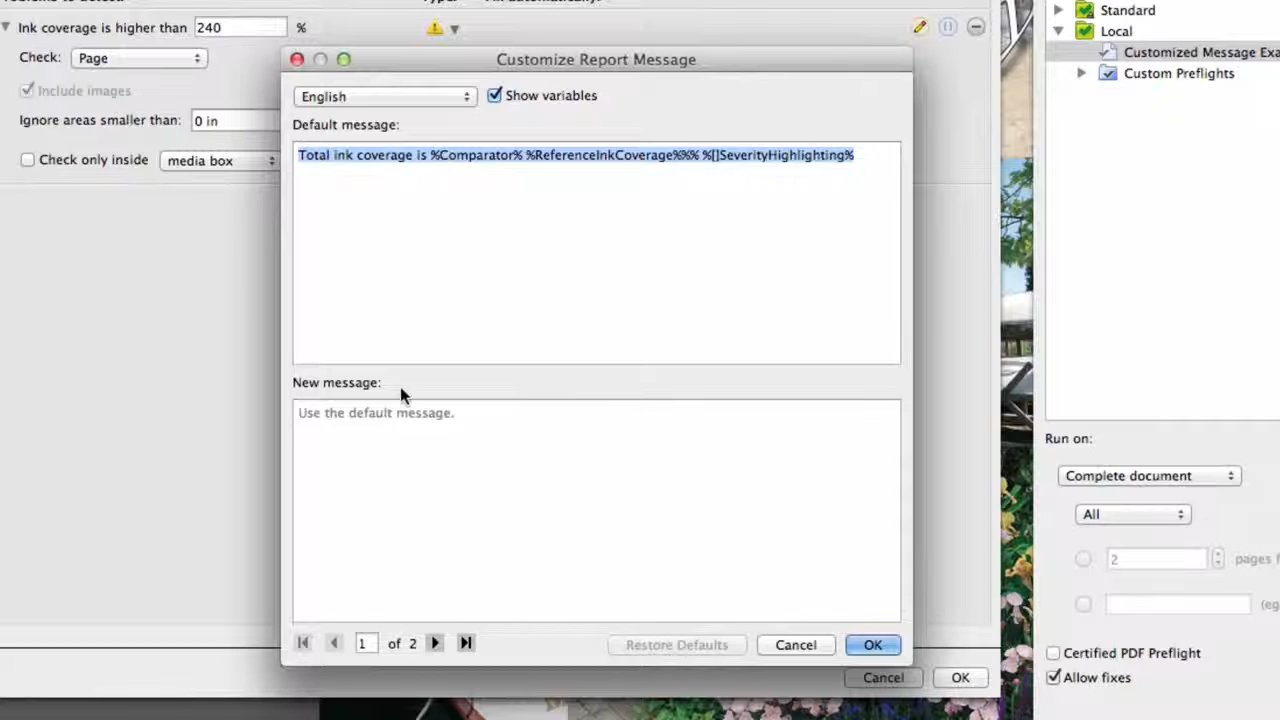 Ink coverage is higher than 240 %
Check: Page
Include images
Ignore areas smaller than: 0 in
Check only inside media box
Customize Report Message
English Show variables
Default message:
Total ink coverage is %Comparator% %ReferenceInkCoverage%%% %[]SeverityHighlighting%
New message:
Use the default message.
1 of 2
Restore Defaults Cancel OK
Cancel OK
Standard
Local
Customized Message Exa
Custom Preflights
Run on:
Complete document
All
2 pages f
(eg
Certified PDF Preflight
Allow fixes